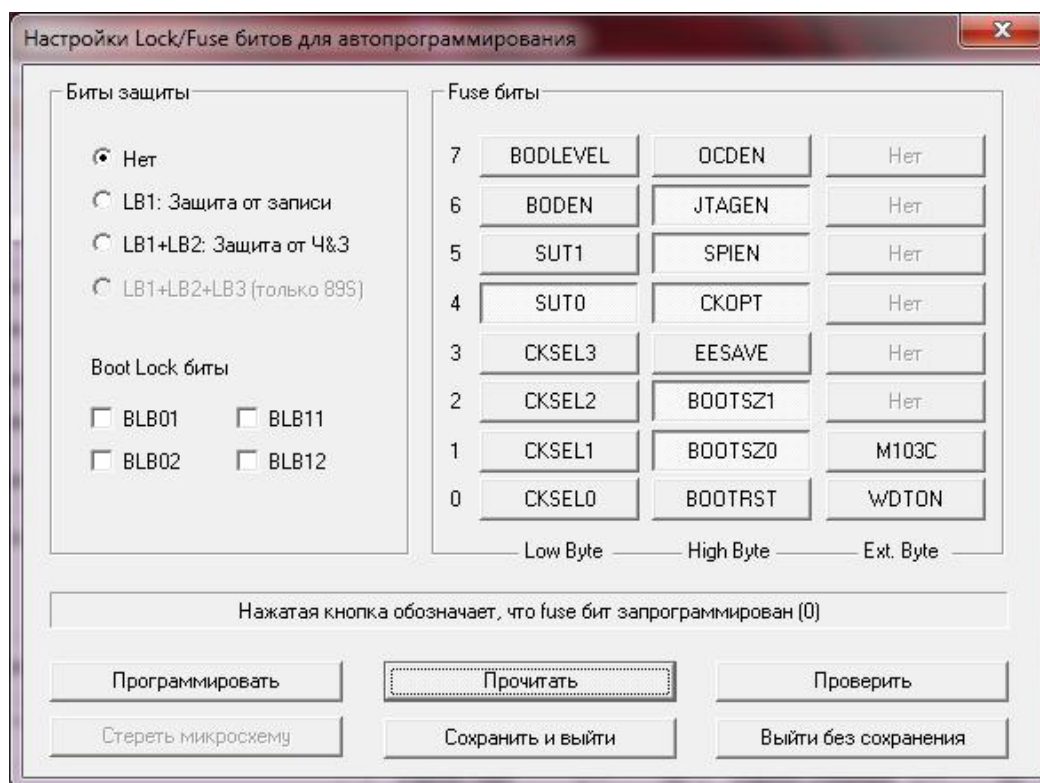 Настройки Lock/Fuse битов для автопрограммирования
Биты защиты
Нет
LB1: Защита от записи
LB1+LB2: Защита от Ч&З
LB1+LB2+LB3 (только 89S)
Boot Lock биты
BLB01 BLB11
BLB02 BLB12
Fuse биты
7 BODLEVEL OCDEN Нет
6 BODEN JTAGEN Нет
5 SUT1 SPIEN Нет
4 SUT0 CKOPT Нет
3 CKSEL3 EESAVE Нет
2 CKSEL2 BOOTSZ1 Нет
1 CKSEL1 BOOTSZ0 M103C
0 CKSEL0 BOOTRST WDTON
Low Byte High Byte Ext. Byte
Нажатая кнопка обозначает, что fuse бит запрограммирован (0)
Программировать Прочитать Проверить
Стереть микросхему Сохранить и выйти Выйти без сохранения